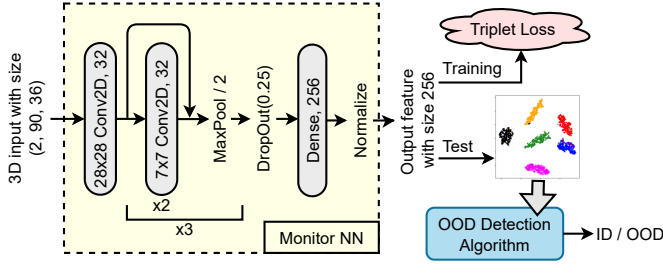 3D input with size
(2, 90, 36)
28x28 Conv2D, 32
7x7 Conv2D, 32
x2
x3
MaxPool / 2
DropOut(0.25)
Dense, 256
Normalize
Monitor NN
Output feature
with size 256
Triplet Loss
Training
Test
OOD Detection
Algorithm
ID / OOD